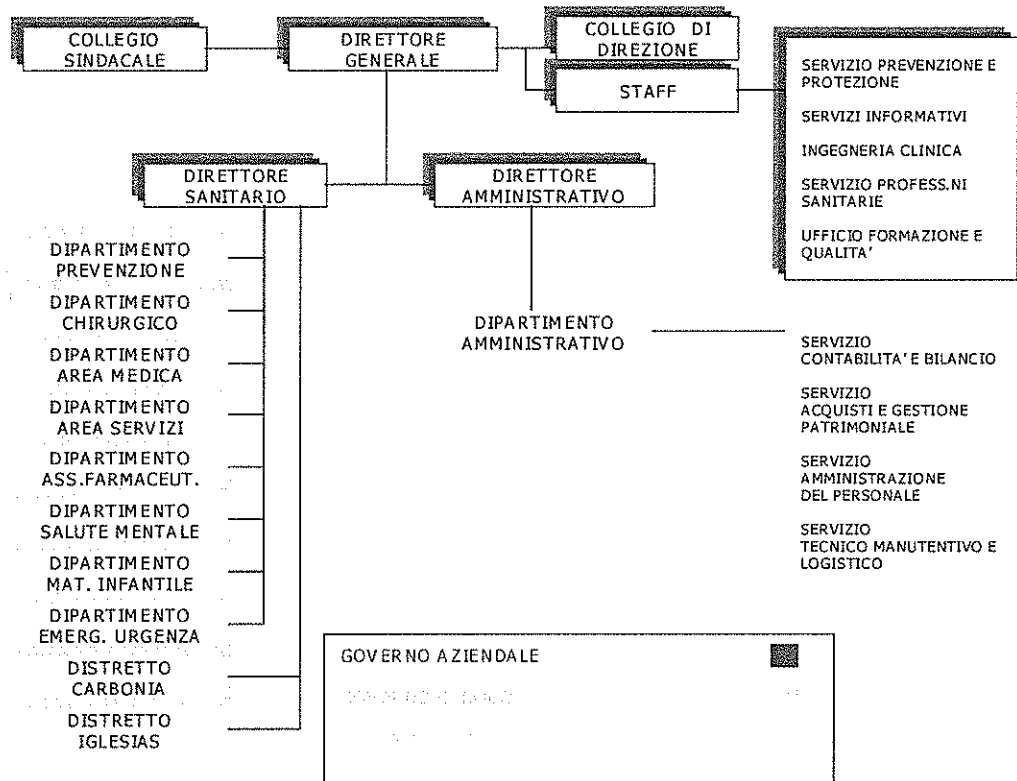 COLLEGIO
SINDACALE
DIRETTORE
GENERALE
COLLEGIO DI
DIREZIONE
STAFF
SERVIZIO PREVENZIONE E
PROTEZIONE
SERVIZI INFORMATIVI
INGEGNERIA CLINICA
SERVIZIO PROFESS.NI
SANITARIE
UFFICIO FORMAZIONE E
QUALITA'
DIRETTORE
SANITARIO
DIRETTORE
AMMINISTRATIVO
DIPARTIMENTO
PREVENZIONE
DIPARTIMENTO
CHIRURGICO
DIPARTIMENTO
AREA MEDICA
DIPARTIMENTO
AREA SERVIZI
DIPARTIMENTO
ASS.FARMACEUT.
DIPARTIMENTO
SALUTE MENTALE
DIPARTIMENTO
MAT. INFANTILE
DIPARTIMENTO
EMERG. URGENZA
DISTRETTO
CARBONIA
DISTRETTO
IGLESIAS
DIPARTIMENTO
AMMINISTRATIVO
SERVIZIO
CONTABILITA' E BILANCIO
SERVIZIO
ACQUISTI E GESTIONE
PATRIMONIALE
SERVIZIO
AMMINISTRAZIONE
DEL PERSONALE
SERVIZIO
TECNICO MANUTENTIVO E
LOGISTICO
GOVERNO AZIENDALE